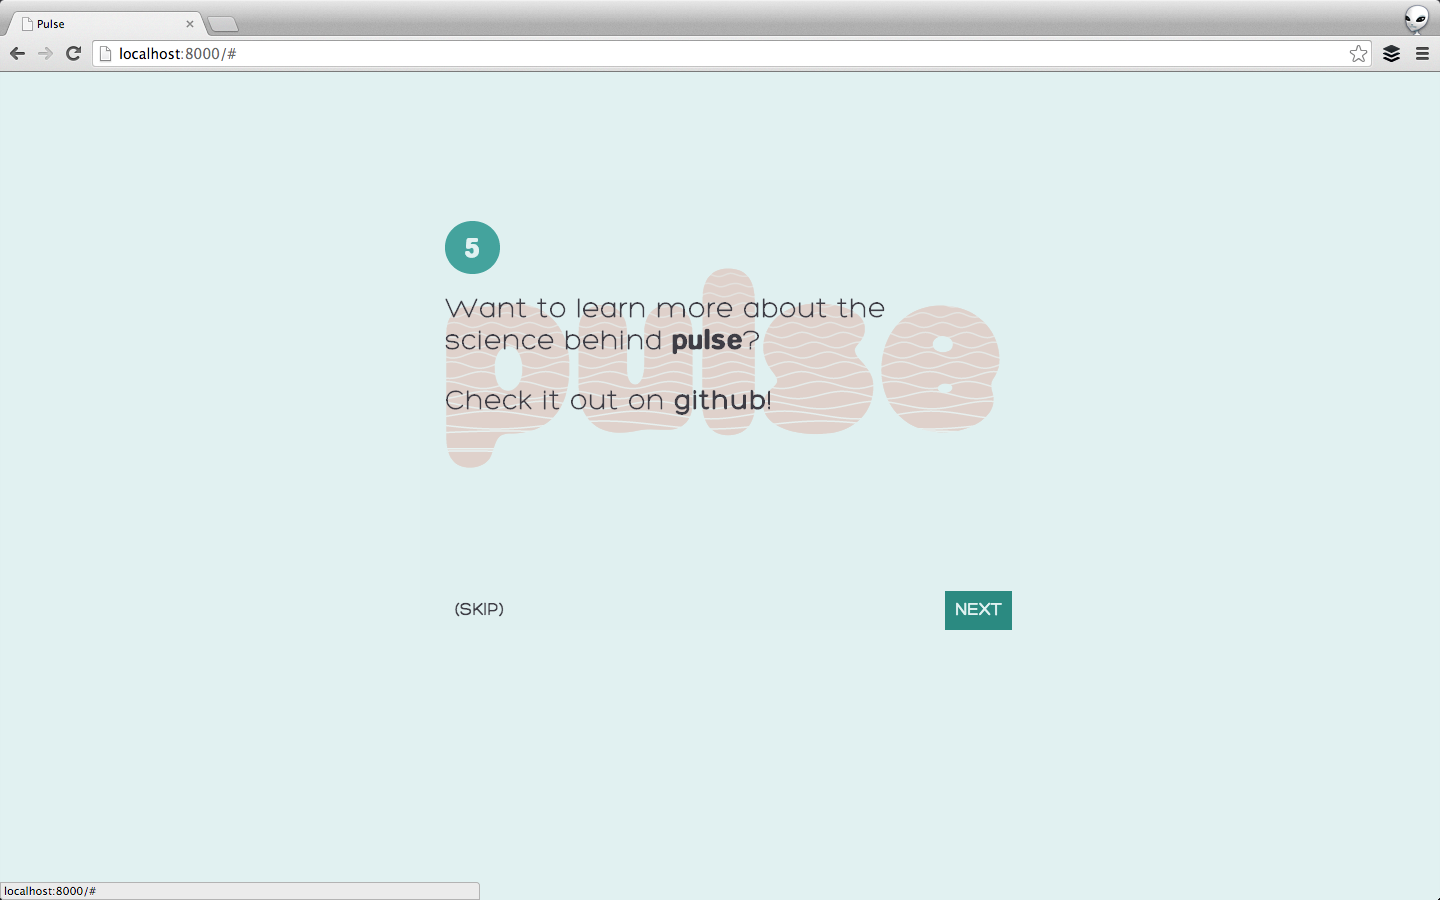 Pulse
localhost:8000/#
5
pulse
Want to learn more about the
science behind pulse?
Check it out on github!
(SKIP)
NEXT
localhost:8000/#